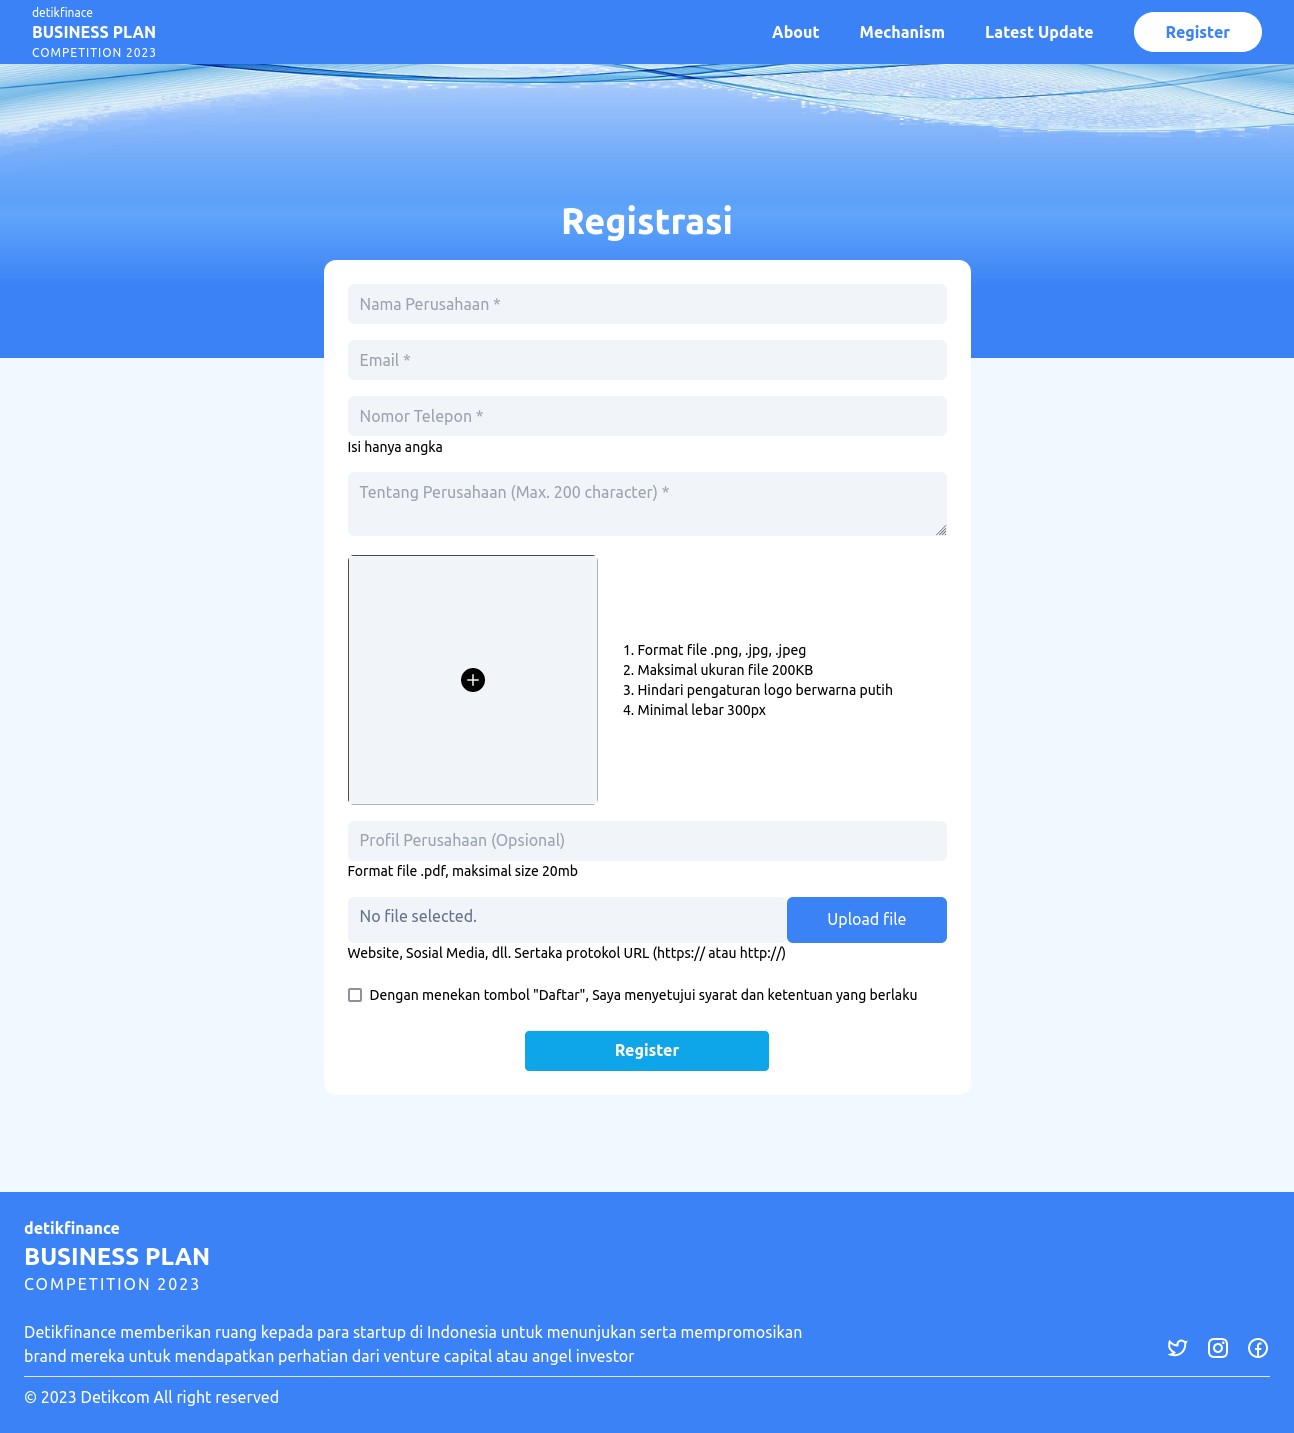 detikfinace
BUSINESS PLAN
COMPETITION 2023
About
Mechanism
Latest Update
Register
Registrasi
Nama Perusahaan *
Email *
Nomor Telepon *
Isi hanya angka
Tentang Perusahaan (Max. 200 character) *
1. Format file .png, .jpg, .jpeg
2. Maksimal ukuran file 200KB
3. Hindari pengaturan logo berwarna putih
4. Minimal lebar 300px
Profil Perusahaan (Opsional)
Format file .pdf, maksimal size 20mb
No file selected.
Upload file
Website, Sosial Media, dll. Sertaka protokol URL (https:// atau http://)
Dengan menekan tombol "Daftar", Saya menyetujui syarat dan ketentuan yang berlaku
Register
detikfinance
BUSINESS PLAN
COMPETITION 2023
Detikfinance memberikan ruang kepada para startup di Indonesia untuk menunjukan serta mempromosikan
brand mereka untuk mendapatkan perhatian dari venture capital atau angel investor
© 2023 Detikcom All right reserved